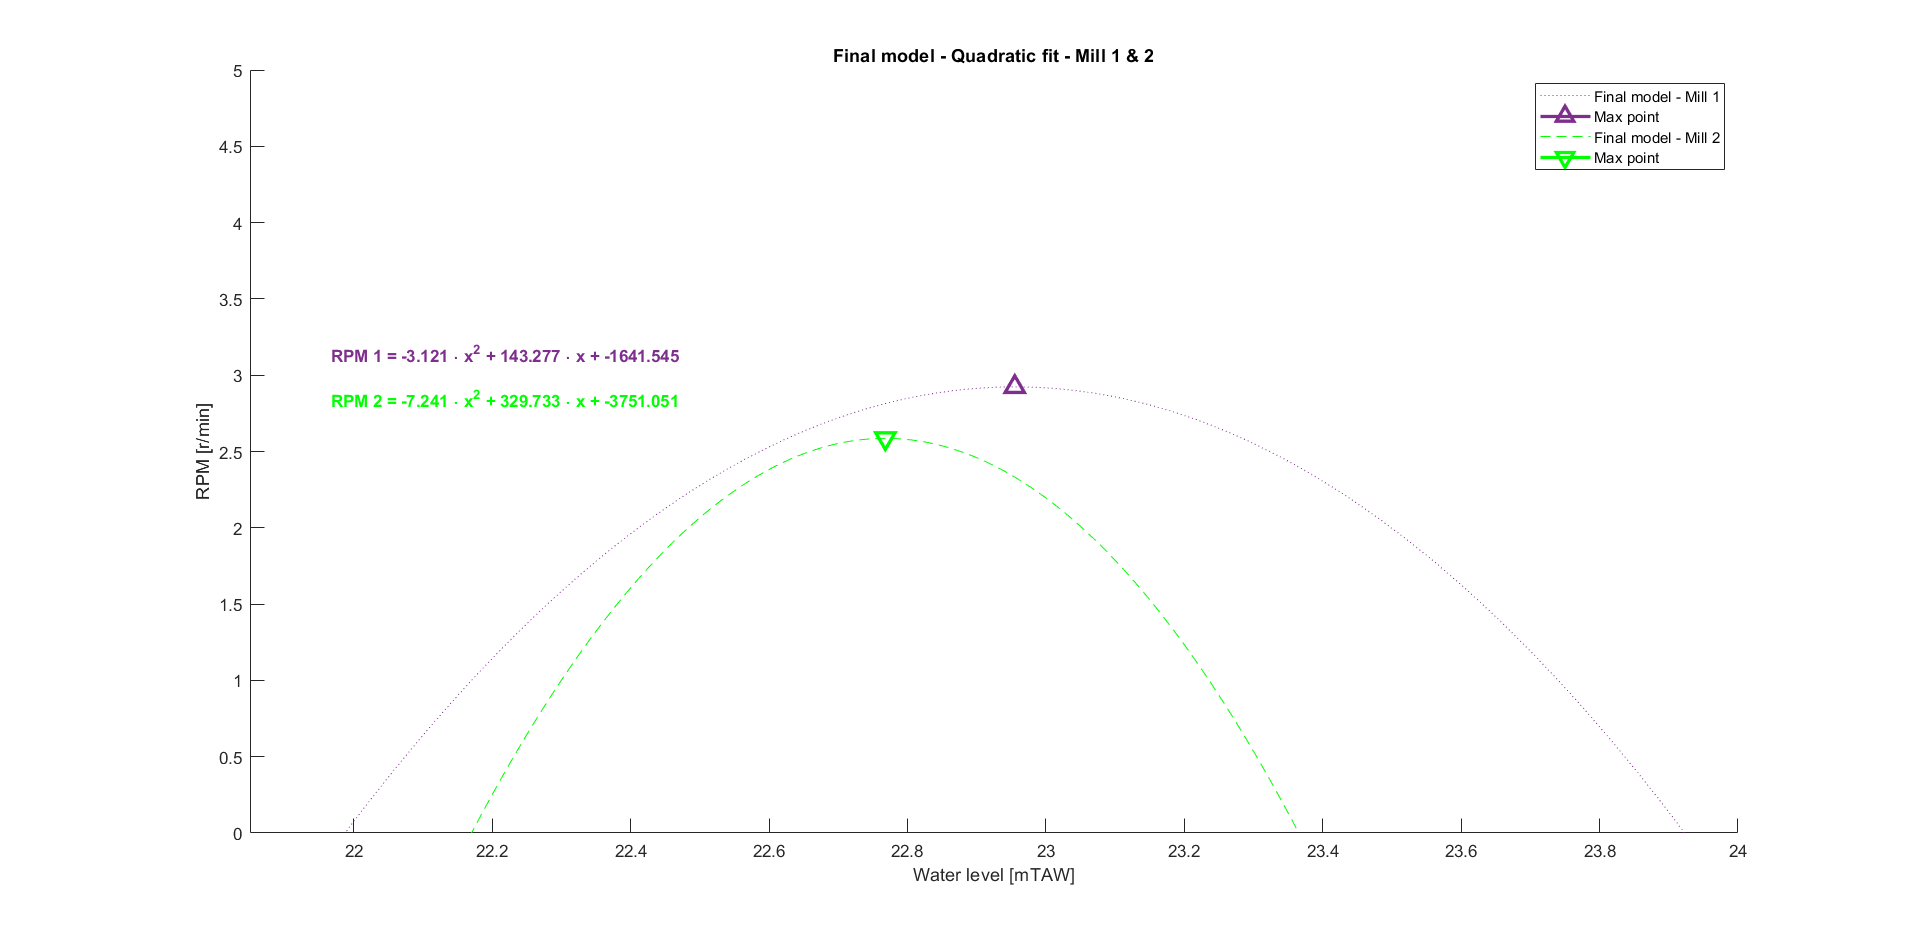 Final model - Quadratic fit - Mill 1 & 2
5
4.5
4
3.5
3
2.5
2
1.5
1
0.5
0
RPM [r/min]
Final model - Mill 1
Max point
Final model - Mill 2
Max point
RPM 1 = -3.121 · x² + 143.277 · x + -1641.545
RPM 2 = -7.241 · x² + 329.733 · x + -3751.051
22 22.2 22.4 22.6 22.8 23 23.2 23.4 23.6 23.8 24
Water level [mTAW]